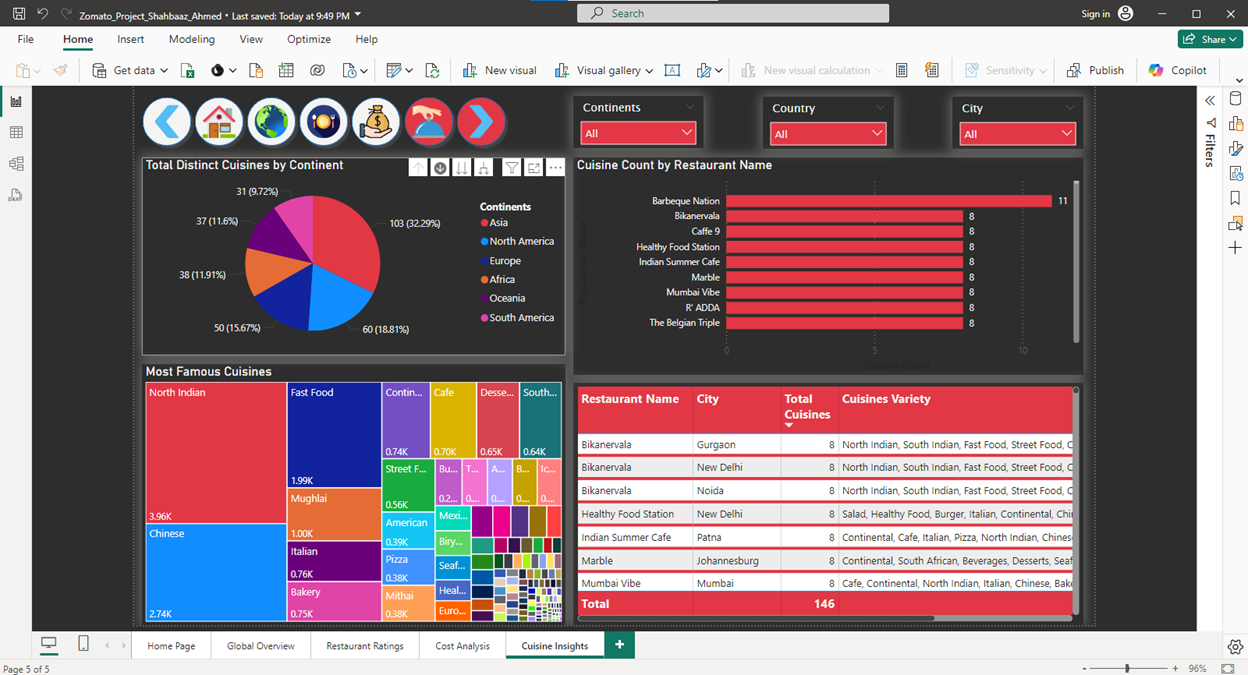 Zomato_Project_Shahbaaz_Ahmed • Last saved: Today at 9:49 PM
Search
Sign in
File Home Insert Modeling View Optimize Help
Share
Get data
New visual
Visual gallery
New visual calculation
Sensitivity
Publish
Copilot
Continents
All
Country
All
City
All
Filters
Total Distinct Cuisines by Continent
31 (9.72%)
37 (11.6%)
103 (32.29%)
38 (11.91%)
50 (15.67%)
60 (18.81%)
Continents
Asia
North America
Europe
Africa
Oceania
South America
Cuisine Count by Restaurant Name
Barbeque Nation 11
Bikanervala 8
Caffe 9 8
Healthy Food Station 8
Indian Summer Cafe 8
Marble 8
Mumbai Vibe 8
R' ADDA 8
The Belgian Triple 8
0 5 10
Cuisine Count
Most Famous Cuisines
North Indian
3.96K
Chinese
2.74K
Fast Food
1.99K
Mughlai
1.00K
Italian
0.76K
Bakery
0.75K
Contin...
0.74K
Cafe
0.70K
Desse...
0.65K
South...
0.64K
Street F...
0.56K
American
0.39K
Pizza
0.38K
Mithai
0.38K
Bu...
0.2...
T...
0....
A...
0....
B...
0....
Ic...
0....
Mexi...
Biry...
Seaf...
Heal...
Euro...
Restaurant Name City Total Cuisines Cuisines Variety
Bikanervala Gurgaon 8 North Indian, South Indian, Fast Food, Street Food, C
Bikanervala New Delhi 8 North Indian, South Indian, Fast Food, Street Food, C
Bikanervala Noida 8 North Indian, South Indian, Fast Food, Street Food, C
Healthy Food Station New Delhi 8 Salad, Healthy Food, Burger, Italian, Continental, Chi
Indian Summer Cafe Patna 8 Continental, Cafe, Italian, Pizza, North Indian, Chines
Marble Johannesburg 8 Continental, South African, Beverages, Desserts, Seaf
Mumbai Vibe Mumbai 8 Cafe, Continental, North Indian, Italian, Chinese, Bake
Total 146
Home Page
Global Overview
Restaurant Ratings
Cost Analysis
Cuisine Insights
Page 5 of 5
96%